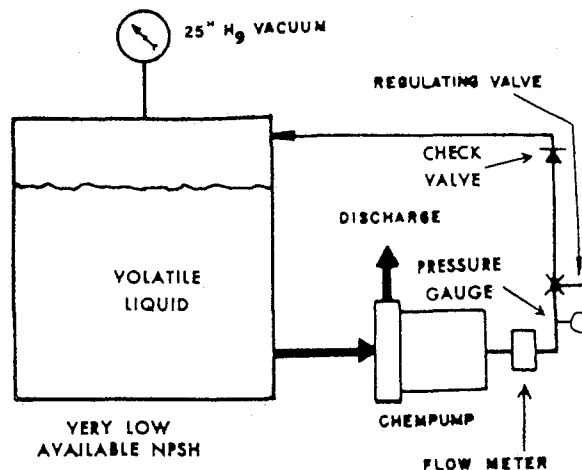 25" Hg VACUUM
REGULATING VALVE
CHECK
VALVE
DISCHARGE
VOLATILE
LIQUID
PRESSURE
GAUGE
CHEMPUMP
VERY LOW
AVAILABLE NPSH
FLOW METER